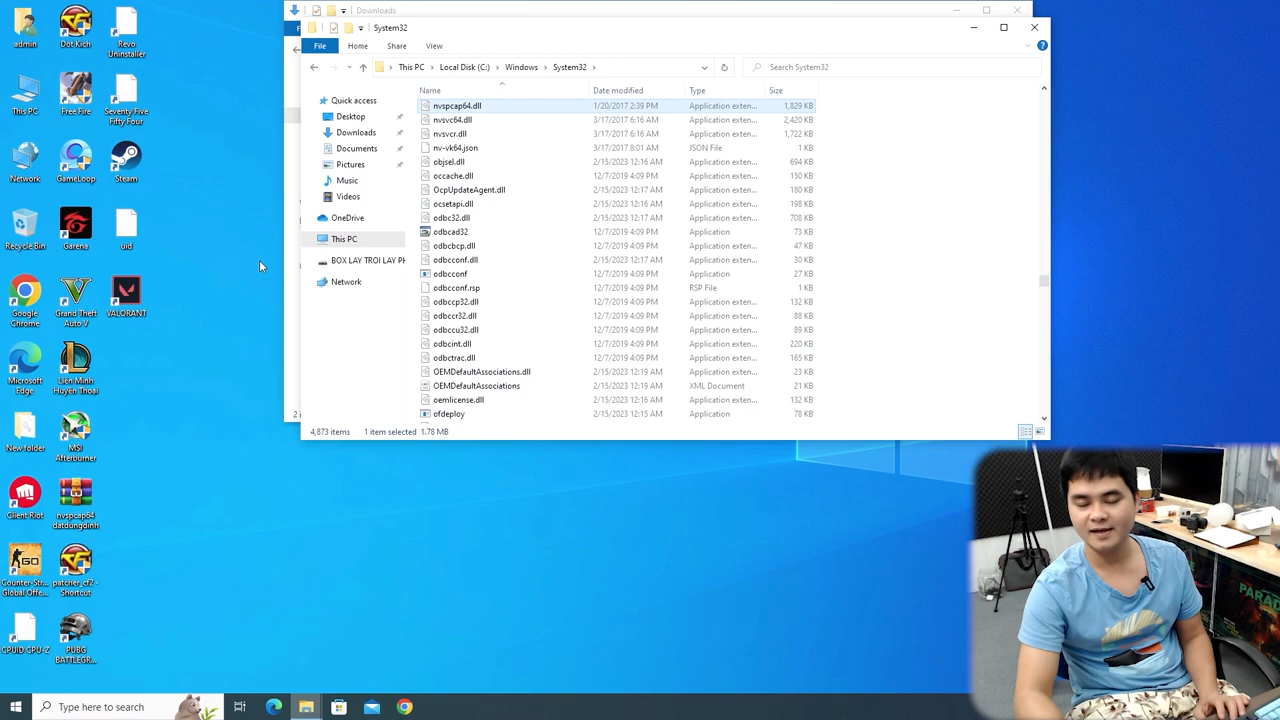 Downloads
System32
File
Home
Share
View
This PC
Local Disk (C:)
Windows
System32
Search System32
Name
Date modified
Type
Size
Quick access
Desktop
Downloads
Documents
Pictures
Music
Videos
OneDrive
This PC
BOX LAY TROI LAY PH
Network
nvspcap64.dll 1/20/2017 2:39 PM Application exten... 1,829 KB
nvsvc64.dll 3/17/2017 6:16 AM Application exten... 2,420 KB
nvsvcr.dll 3/17/2017 6:16 AM Application exten... 1,722 KB
nv-vk64.json 3/17/2017 8:01 AM JSON File 1 KB
objsel.dll 2/15/2023 12:16 AM Application exten... 694 KB
occache.dll 12/7/2019 4:09 PM Application exten... 150 KB
OcpUpdateAgent.dll 2/15/2023 12:17 AM Application exten... 180 KB
ocsetapi.dll 2/15/2023 12:16 AM Application exten... 198 KB
odbc32.dll 2/15/2023 12:17 AM Application exten... 708 KB
odbcad32 12/7/2019 4:09 PM Application 73 KB
odbcbcp.dll 12/7/2019 4:09 PM Application exten... 47 KB
odbcconf.dll 2/15/2023 12:17 AM Application exten... 30 KB
odbcconf 12/7/2019 4:09 PM Application 27 KB
odbcconf.rsp 12/7/2019 4:09 PM RSP File 1 KB
odbccp32.dll 12/7/2019 4:09 PM Application exten... 132 KB
odbccr32.dll 12/7/2019 4:09 PM Application exten... 88 KB
odbccu32.dll 12/7/2019 4:09 PM Application exten... 89 KB
odbcint.dll 12/7/2019 4:09 PM Application exten... 220 KB
odbctrac.dll 12/7/2019 4:09 PM Application exten... 165 KB
OEMDefaultAssociations.dll 2/15/2023 12:19 AM Application exten... 23 KB
OEMDefaultAssociations 2/15/2023 12:19 AM XML Document 21 KB
oemlicense.dll 2/15/2023 12:16 AM Application exten... 132 KB
ofdeploy 2/15/2023 12:15 AM Application 78 KB
4,873 items
1 item selected 1.78 MB
2 i
admin
Dot Kich
Revo
Uninstaller
This PC
Free Fire
Seventy Five
Fifty Four
Network
GameLoop
Steam
Recycle Bin
Garena
uid
Google
Chrome
Grand Theft
Auto V
VALORANT
Microsoft
Edge
Liên Minh
Huyền Thoại
New folder
MSI
Afterburner
Client Riot
nvspcap64
datdungdinh
Counter-Str...
Global Offe...
patcher_cf2 -
Shortcut
CPUID CPU-Z
PUBG
BATTLEGR...
Type here to search